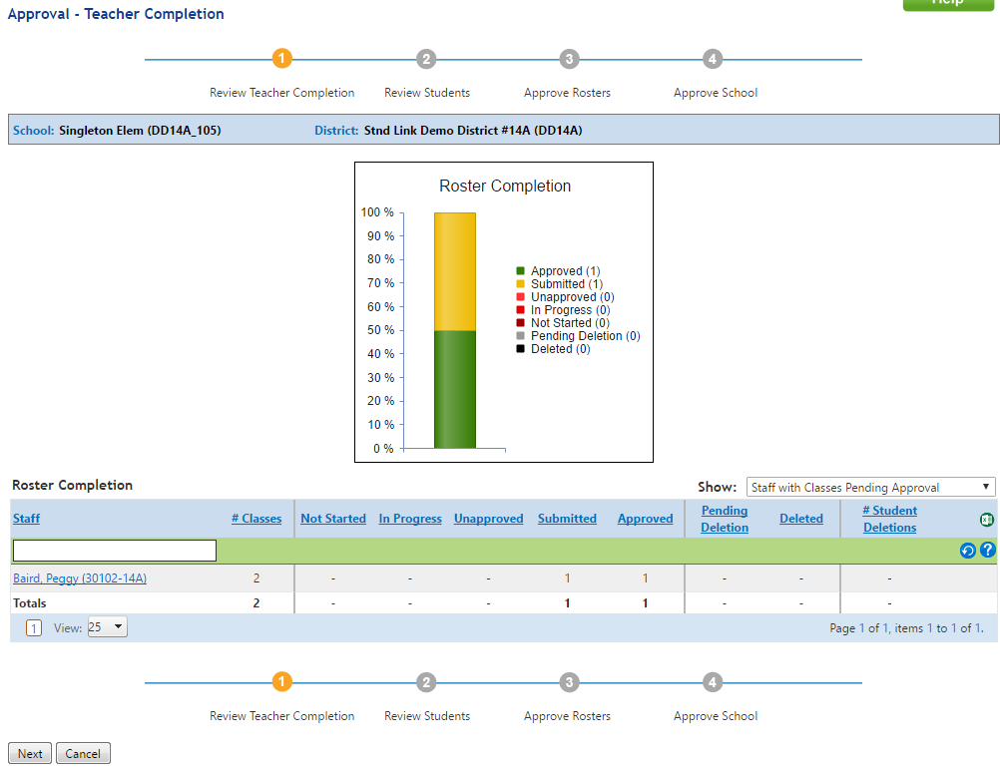 Help
Approval - Teacher Completion
1 2 3 4
Review Teacher Completion Review Students Approve Rosters Approve School
School: Singleton Elem (DD14A_105) District: Stnd Link Demo District #14A (DD14A)
Roster Completion
100 %
90 %
80 %
70 %
60 %
50 %
40 %
30 %
20 %
10 %
0 %
Approved (1)
Submitted (1)
Unapproved (0)
In Progress (0)
Not Started (0)
Pending Deletion (0)
Deleted (0)
Roster Completion Show: Staff with Classes Pending Approval
Staff # Classes Not Started In Progress Unapproved Submitted Approved Pending Deletion Deleted # Student Deletions
?
Baird, Peggy (30102-14A) 2 - - - 1 1 - - -
Totals 2 - - - 1 1 - - -
1 View: 25 Page 1 of 1, items 1 to 1 of 1.
1 2 3 4
Review Teacher Completion Review Students Approve Rosters Approve School
Next Cancel